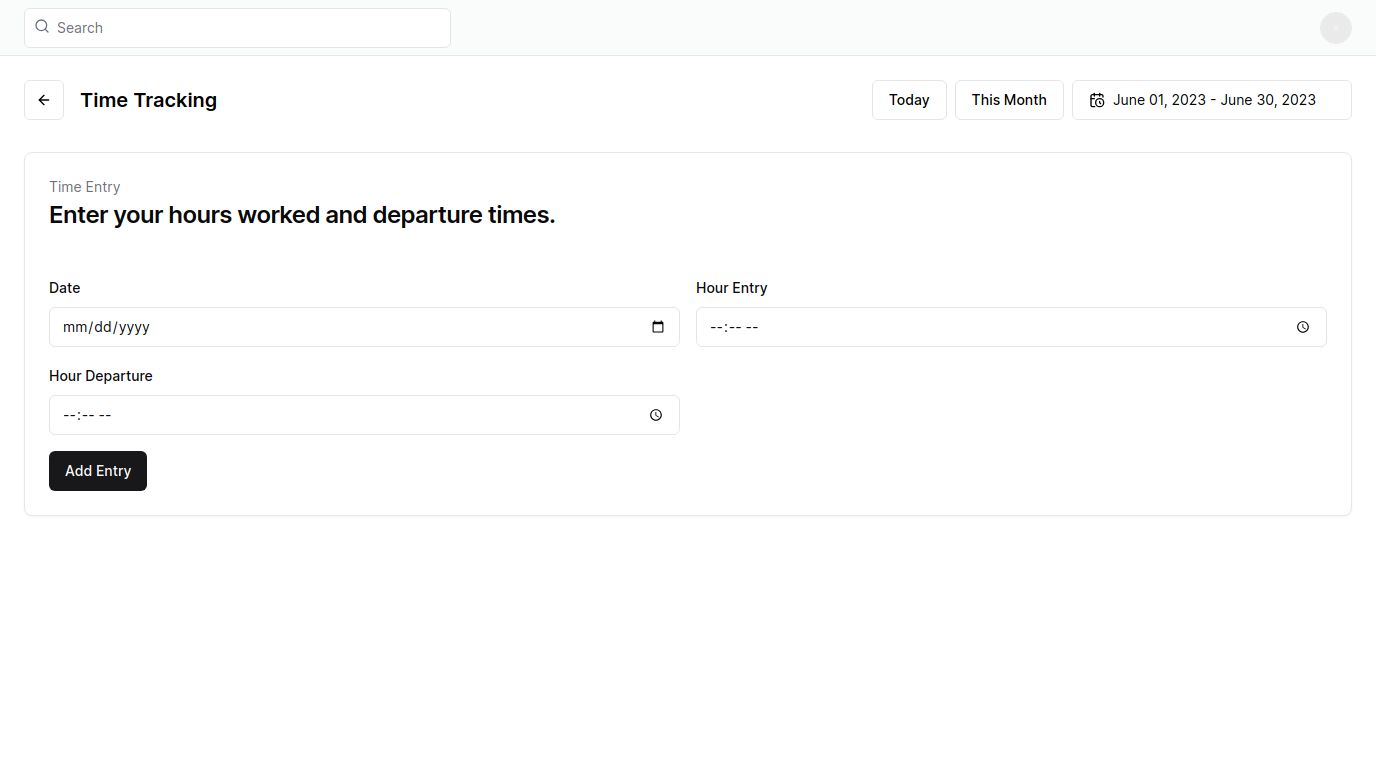 Search
Time Tracking
Today
This Month
June 01, 2023 - June 30, 2023
Time Entry
Enter your hours worked and departure times.
Date
Hour Entry
mm/dd/yyyy
--:-- --
Hour Departure
--:-- --
Add Entry